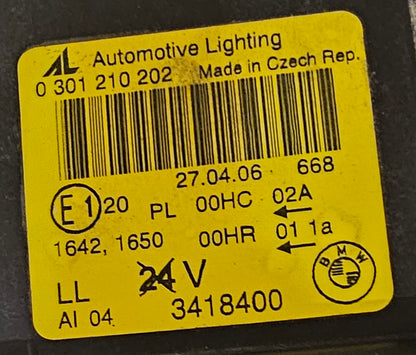 AL Automotive Lighting
0 301 210 202 Made in Czech Rep.
27.04.06 668
E1 20 PL 00HC 02A
1642, 1650 00HR 01 1a
LL 24 V BMW
AI 04 3418400